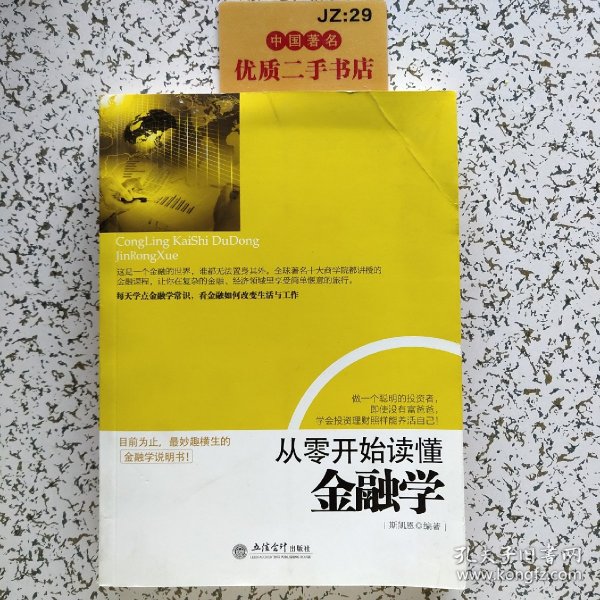 JZ:29
中国著名
优质二手书店
CongLing KaiShi DuDong
JinRongXue
这是一个金融的世界，谁都无法置身其外。全球著名十大商学院都讲授的
金融课程，让你在复杂的金融、经济领域里享受简单惬意的旅行。
每天学点金融学常识，看金融如何改变生活与工作
做一个聪明的投资者，
即使没有富爸爸，
学会投资理财照样能养活自己！
目前为止，最妙趣横生的
金融学说明书！
从零开始读懂
金融学
斯凯恩◎编著
立信会计出版社
孔夫子旧书网
www.kongfz.com